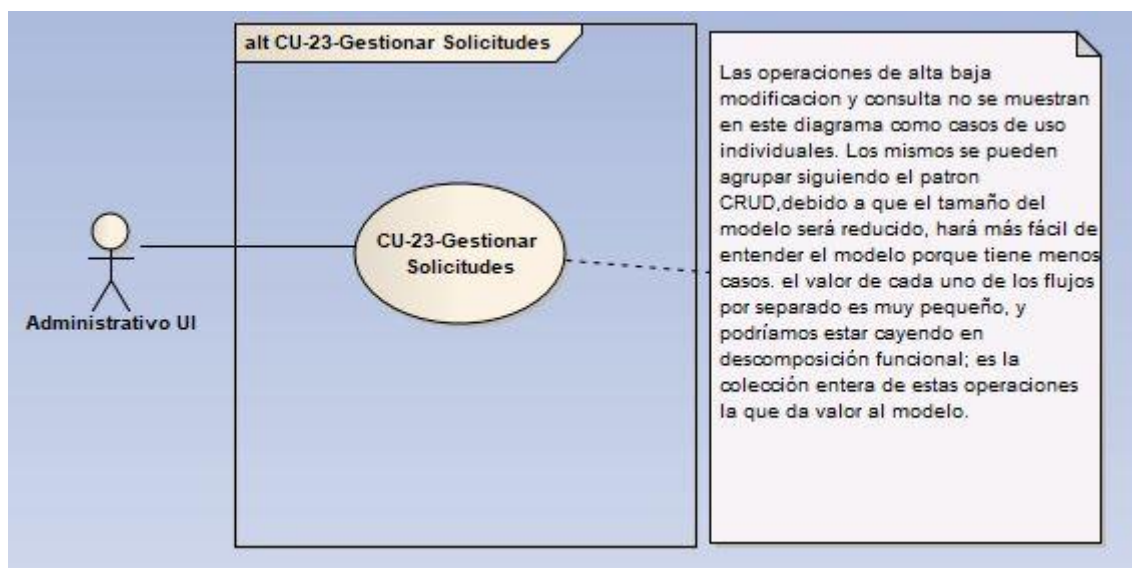 alt CU-23-Gestionar Solicitudes
Las operaciones de alta baja
modificacion y consulta no se muestran
en este diagrama como casos de uso
individuales. Los mismos se pueden
agrupar siguiendo el patron
CRUD,debido a que el tamaño del
modelo será reducido, hará más fácil de
entender el modelo porque tiene menos
casos. el valor de cada uno de los flujos
por separado es muy pequeño, y
podríamos estar cayendo en
descomposición funcional; es la
colección entera de estas operaciones
la que da valor al modelo.
CU-23-Gestionar
Solicitudes
Administrativo UI